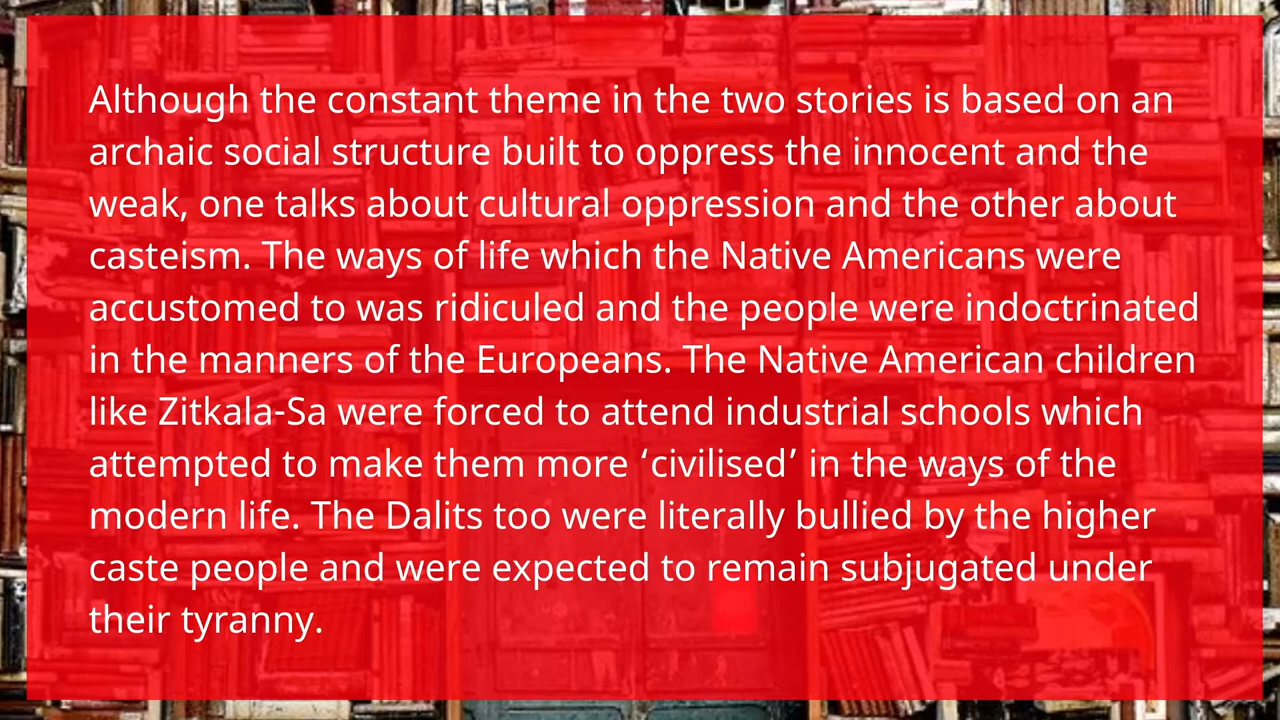 Although the constant theme in the two stories is based on an
archaic social structure built to oppress the innocent and the
weak, one talks about cultural oppression and the other about
casteism. The ways of life which the Native Americans were
accustomed to was ridiculed and the people were indoctrinated
in the manners of the Europeans. The Native American children
like Zitkala-Sa were forced to attend industrial schools which
attempted to make them more ‘civilised’ in the ways of the
modern life. The Dalits too were literally bullied by the higher
caste people and were expected to remain subjugated under
their tyranny.